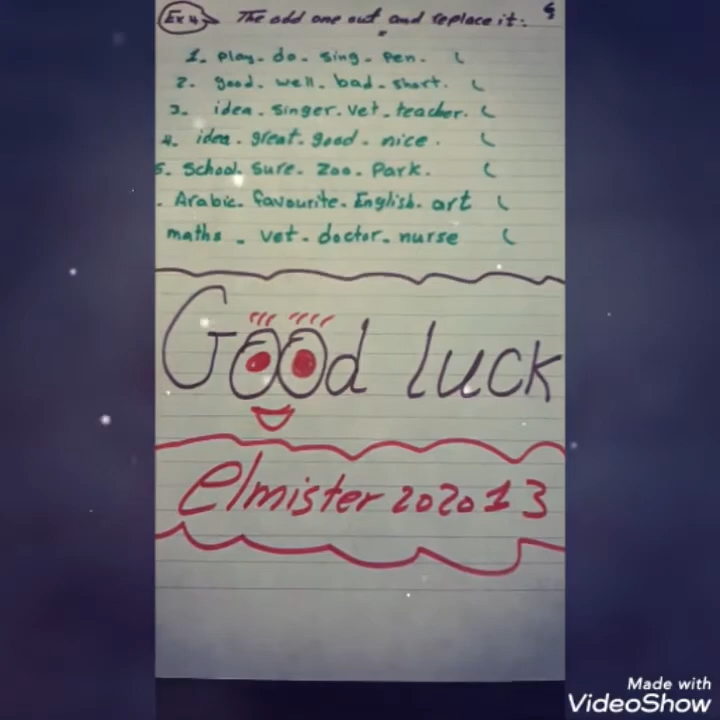 Ex 4 The odd one out and replace it:
1. play - do - sing - pen. (
2. good - well - bad - short. (
3. idea - singer - vet - teacher. (
4. idea - great - good - nice. (
5. school - sure - zoo - Park. (
. Arabic - favourite - English - art (
maths - vet - doctor - nurse (
Good luck
elmister 202013
Made with
VideoShow